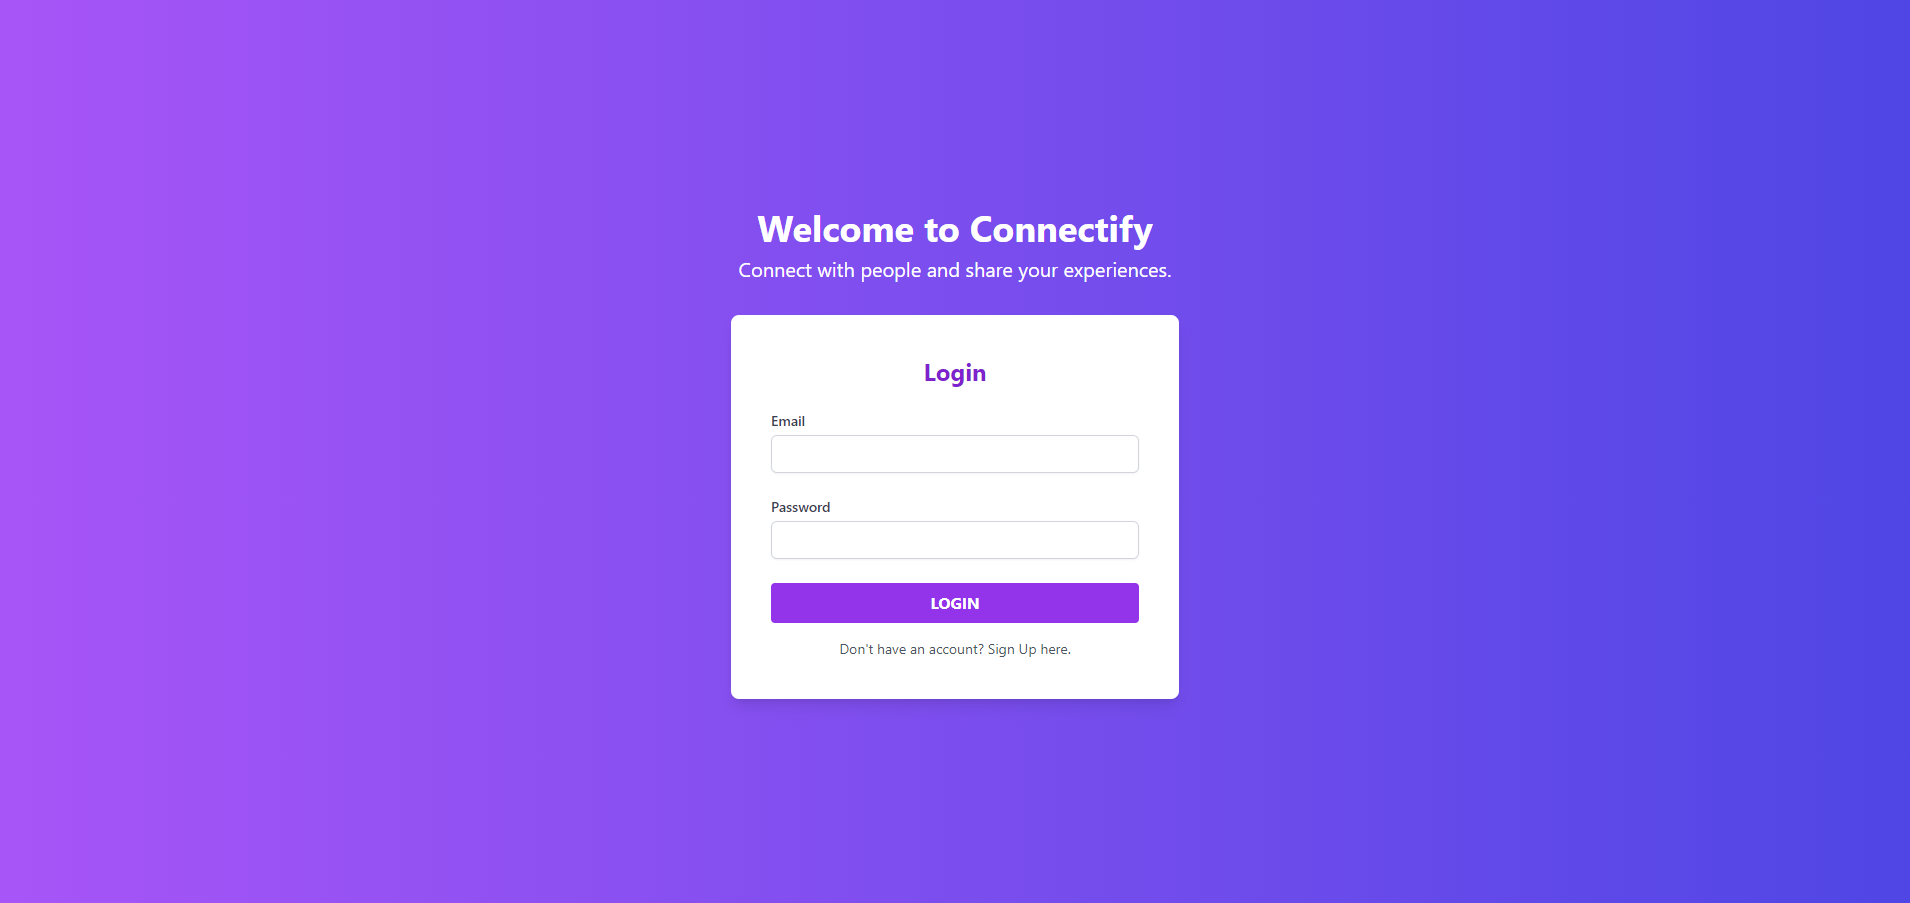 Welcome to Connectify
Connect with people and share your experiences.
Login
Email
Password
LOGIN
Don't have an account? Sign Up here.